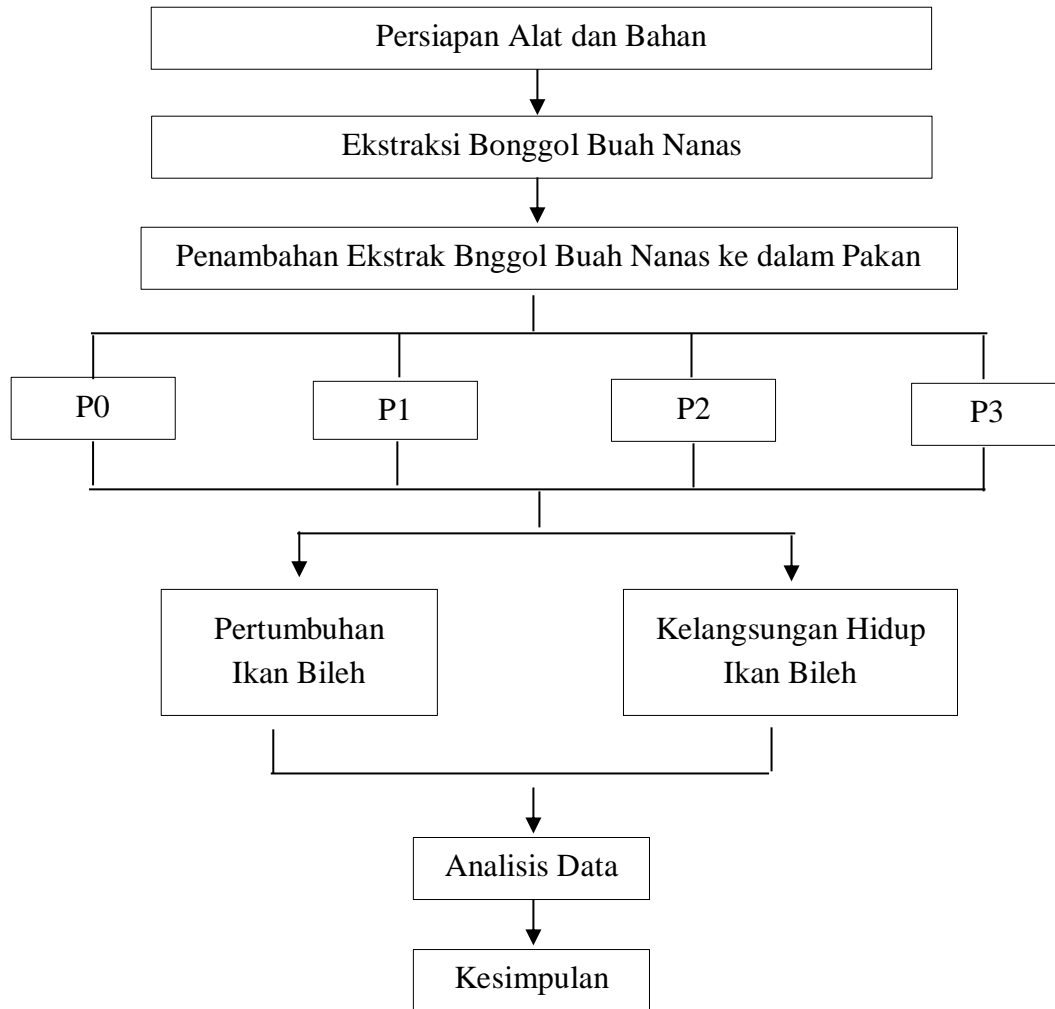 Persiapan Alat dan Bahan
Ekstraksi Bonggol Buah Nanas
Penambahan Ekstrak Bnggol Buah Nanas ke dalam Pakan
P0
P1
P2
P3
Pertumbuhan
Ikan Bileh
Kelangsungan Hidup
Ikan Bileh
Analisis Data
Kesimpulan